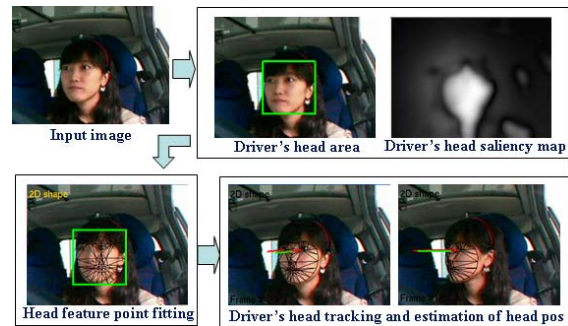 Input image
Driver's head area
Driver's head saliency map
2D shape
Head feature point fitting
2D shape
2D shape
Driver's head tracking and estimation of head pos